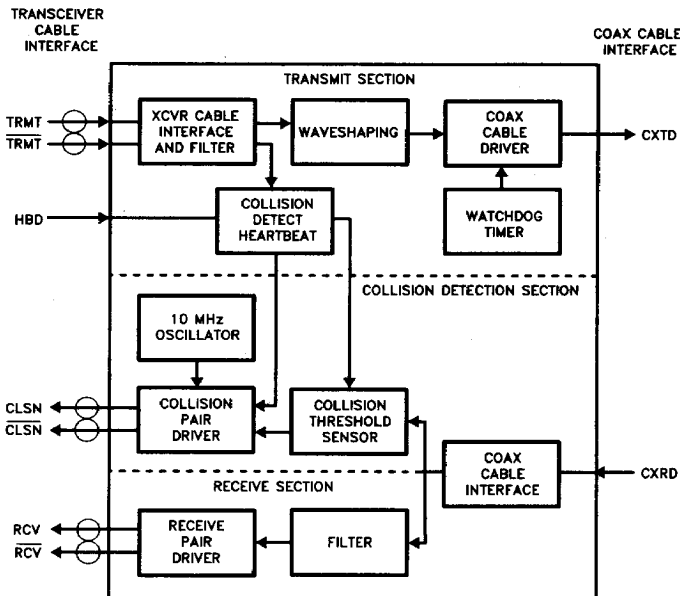 TRANSCEIVER
CABLE
INTERFACE
COAX CABLE
INTERFACE
TRANSMIT SECTION
TRMT
TRMT
XCVR CABLE
INTERFACE
AND FILTER
WAVESHAPING
COAX
CABLE
DRIVER
CXTD
HBD
COLLISION
DETECT
HEARTBEAT
WATCHDOG
TIMER
COLLISION DETECTION SECTION
10 MHz
OSCILLATOR
CLSN
CLSN
COLLISION
PAIR
DRIVER
COLLISION
THRESHOLD
SENSOR
COAX
CABLE
INTERFACE
CXRD
RECEIVE SECTION
RCV
RCV
RECEIVE
PAIR
DRIVER
FILTER